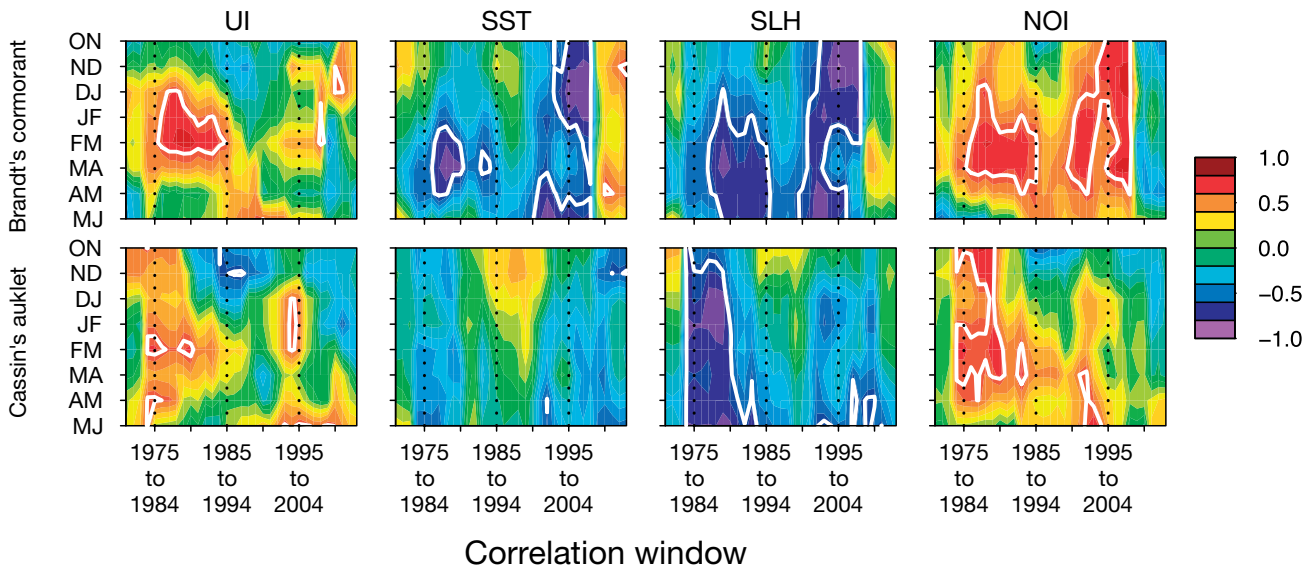 UI SST SLH NOI
Brandt's cormorant
ON
ND
DJ
JF
FM
MA
AM
MJ
Cassin's auklet
ON
ND
DJ
JF
FM
MA
AM
MJ
1.0
0.5
0.0
−0.5
−1.0
1975 1985 1995 1975 1985 1995 1975 1985 1995 1975 1985 1995
to to to to to to to to to to to to
1984 1994 2004 1984 1994 2004 1984 1994 2004 1984 1994 2004
Correlation window